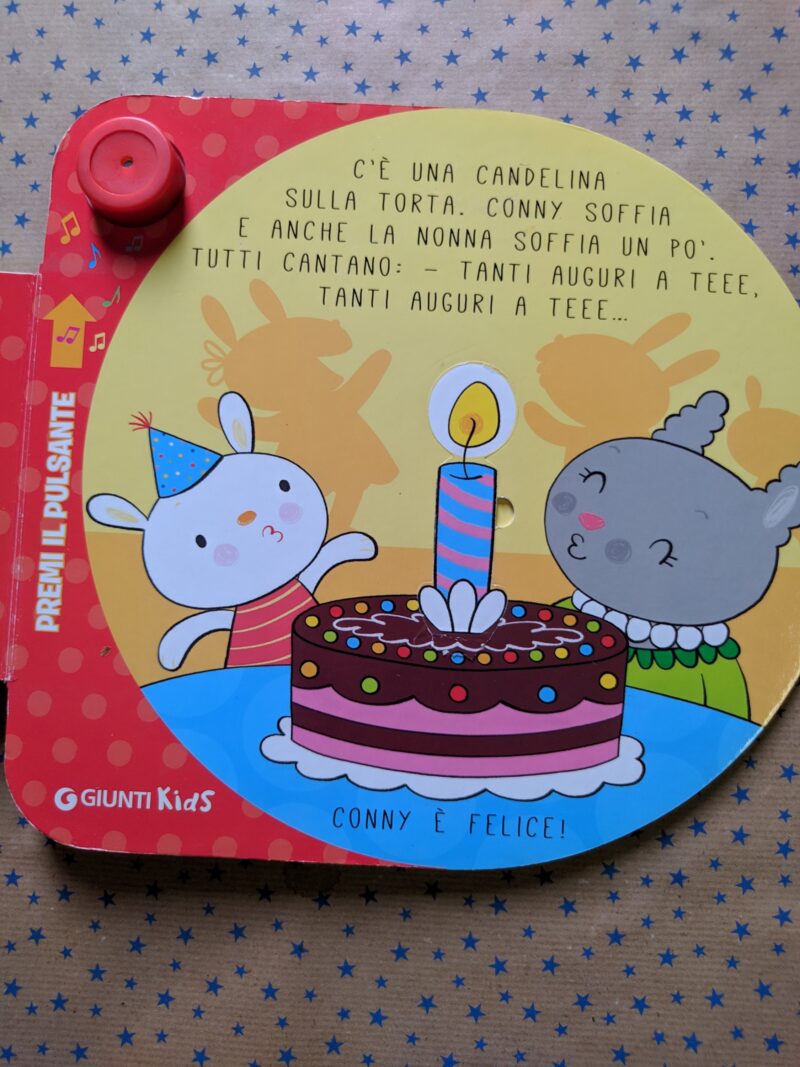 C'È UNA CANDELINA
SULLA TORTA. CONNY SOFFIA
E ANCHE LA NONNA SOFFIA UN PO'.
TUTTI CANTANO: – TANTI AUGURI A TEEE,
TANTI AUGURI A TEEE...
PREMI IL PULSANTE
GIUNTI KidS
CONNY È FELICE!